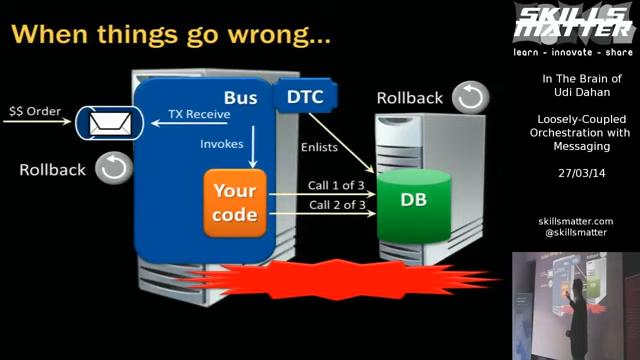 When things go wrong...
$$ Order
TX Receive
Bus
DTC
Invokes
Enlists
Rollback
Your
code
Call 1 of 3
Call 2 of 3
DB
Rollback
SKILLS
MATTER
learn - innovate - share
In The Brain of
Udi Dahan
Loosely-Coupled
Orchestration with
Messaging
27/03/14
skillsmatter.com
@skillsmatter